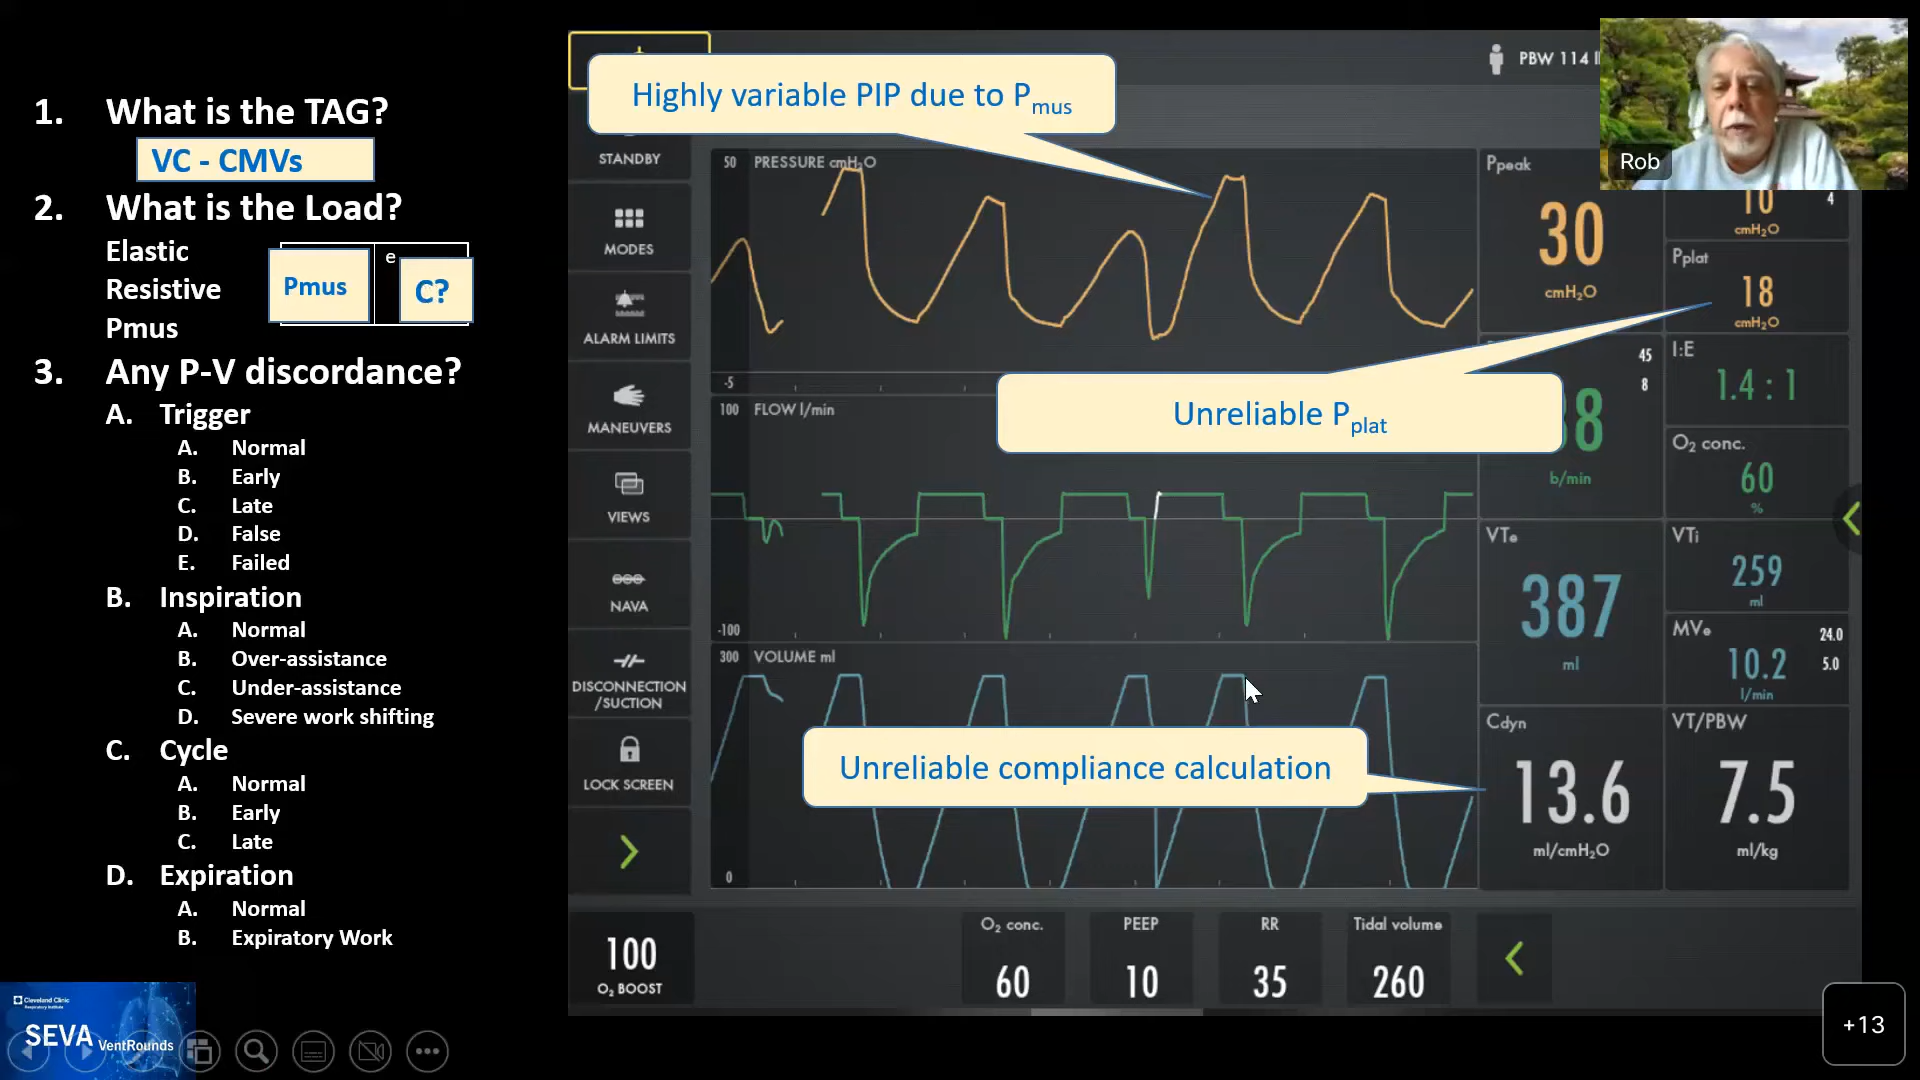 1. What is the TAG?
VC - CMVs
2. What is the Load?
Elastic
Resistive
Pmus
Pmus
e
C?
3. Any P-V discordance?
A. Trigger
A. Normal
B. Early
C. Late
D. False
E. Failed
B. Inspiration
A. Normal
B. Over-assistance
C. Under-assistance
D. Severe work shifting
C. Cycle
A. Normal
B. Early
C. Late
D. Expiration
A. Normal
B. Expiratory Work
Cleveland Clinic
SEVA VentRounds
Highly variable PIP due to Pmus
PBW 114
Rob
STANDBY
MODES
ALARM LIMITS
MANEUVERS
VIEWS
NAVA
DISCONNECTION
/SUCTION
LOCK SCREEN
50 PRESSURE cmH2O
-5
100 FLOW l/min
-100
300 VOLUME ml
0
Unreliable Pplat
Unreliable compliance calculation
Ppeak
30
cmH2O
10
4
cmH2O
Pplat
18
cmH2O
45
8
8
b/min
I:E
1.4 : 1
O2 conc.
60
%
VTe
387
ml
VTi
259
ml
MVe
24.0
10.2
5.0
l/min
Cdyn
13.6
ml/cmH2O
VT/PBW
7.5
ml/kg
100
O2 BOOST
O2 conc.
60
PEEP
10
RR
35
Tidal volume
260
+13